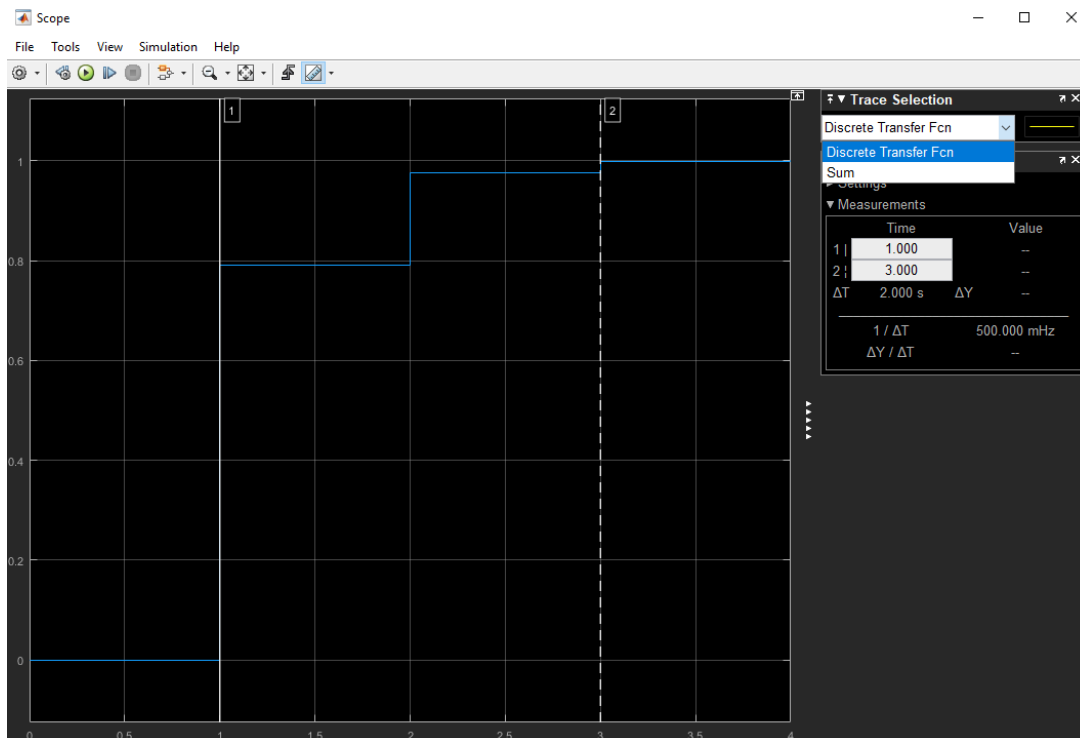 Scope
File Tools View Simulation Help
1
2
1
0.8
0.6
0.4
0.2
0
0 0.5 1 1.5 2 2.5 3 3.5 4
Trace Selection
Discrete Transfer Fcn
Discrete Transfer Fcn
Sum
Settings
Measurements
Time Value
1 1.000 --
2 3.000 --
ΔT 2.000 s ΔY --
1 / ΔT 500.000 mHz
ΔY / ΔT --